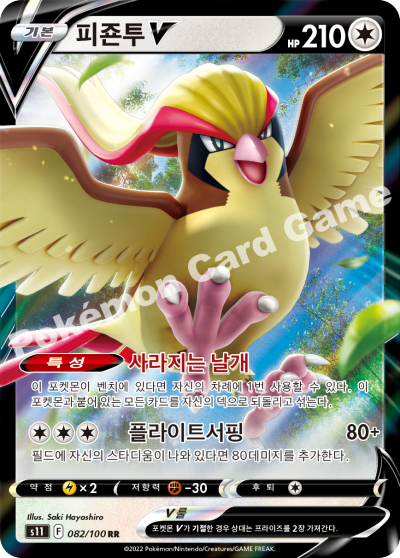 기본 피죤투 V HP 210
Pokémon Card Game
특성 사라지는 날개
이 포켓몬이 벤치에 있다면 자신의 차례에 1번 사용할 수 있다. 이
포켓몬과 붙어 있는 모든 카드를 자신의 덱으로 되돌리고 섞는다.
플라이트서핑 80+
필드에 자신의 스타디움이 나와 있다면 80데미지를 추가한다.
약점 ×2 저항력 -30 후퇴
Illus. Saki Hayashiro
s11 F 082/100 RR
V룰
포켓몬 V가 기절한 경우 상대는 프라이즈를 2장 가져간다.
©2022 Pokémon/Nintendo/Creatures/GAME FREAK.